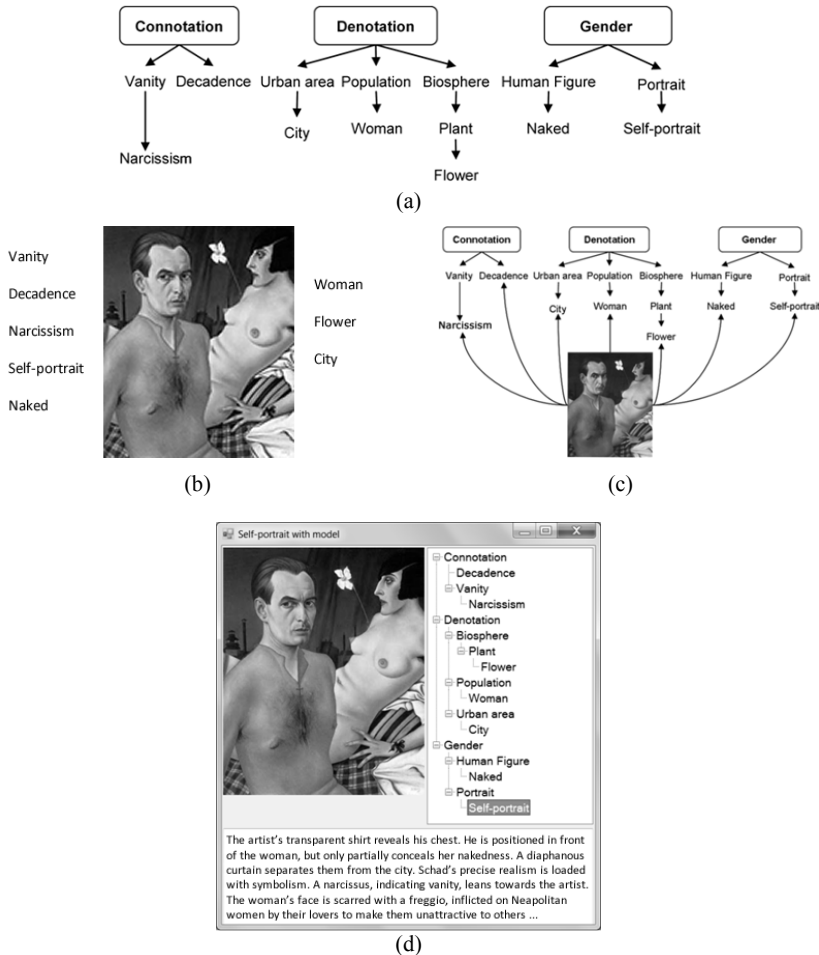 Connotation Denotation Gender
Vanity Decadence Urban area Population Biosphere Human Figure Portrait
City Woman Plant Naked Self-portrait
Narcissism
Flower
(a)
Vanity
Decadence
Narcissism
Self-portrait
Naked
Woman
Flower
City
(b)
Connotation Denotation Gender
Vanity Decadence Urban area Population Biosphere Human Figure Portrait
City Woman Plant Naked Self-portrait
Narcissism
Flower
(c)
Self-portrait with model
Connotation
Decadence
Vanity
Narcissism
Denotation
Biosphere
Plant
Flower
Population
Woman
Urban area
City
Gender
Human Figure
Naked
Portrait
Self-portrait
The artist's transparent shirt reveals his chest. He is positioned in front
of the woman, but only partially conceals her nakedness. A diaphanous
curtain separates them from the city. Schad's precise realism is loaded
with symbolism. A narcissus, indicating vanity, leans towards the artist.
The woman's face is scarred with a freggio, inflicted on Neapolitan
women by their lovers to make them unattractive to others ...
(d)